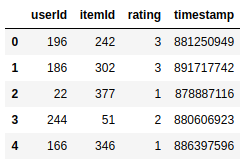 userId itemId rating timestamp
0 196 242 3 881250949
1 186 302 3 891717742
2 22 377 1 878887116
3 244 51 2 880606923
4 166 346 1 886397596